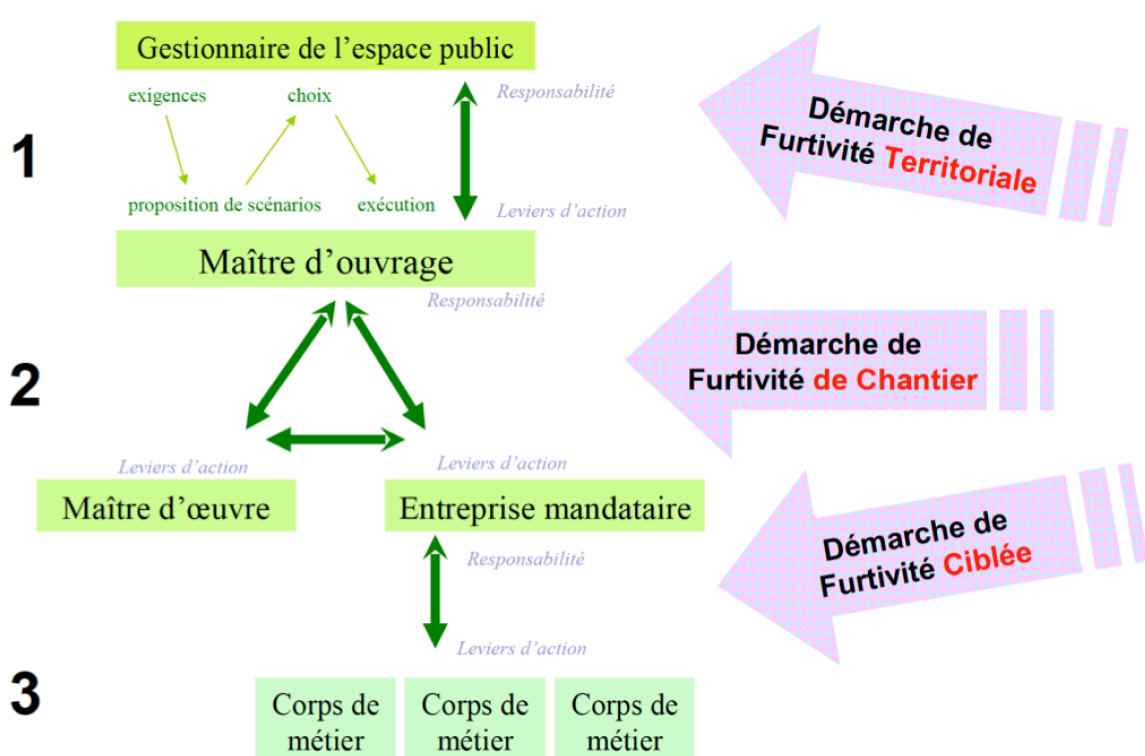 Gestionnaire de l’espace public
exigences
choix
Responsabilité
1
proposition de scénarios
exécution
Leviers d’action
Maître d’ouvrage
Responsabilité
Démarche de
Furtivité Territoriale
2
Démarche de
Furtivité de Chantier
Leviers d’action
Leviers d’action
Maître d’œuvre
Entreprise mandataire
Responsabilité
Leviers d’action
Démarche de
Furtivité Ciblée
3
Corps de
métier
Corps de
métier
Corps de
métier